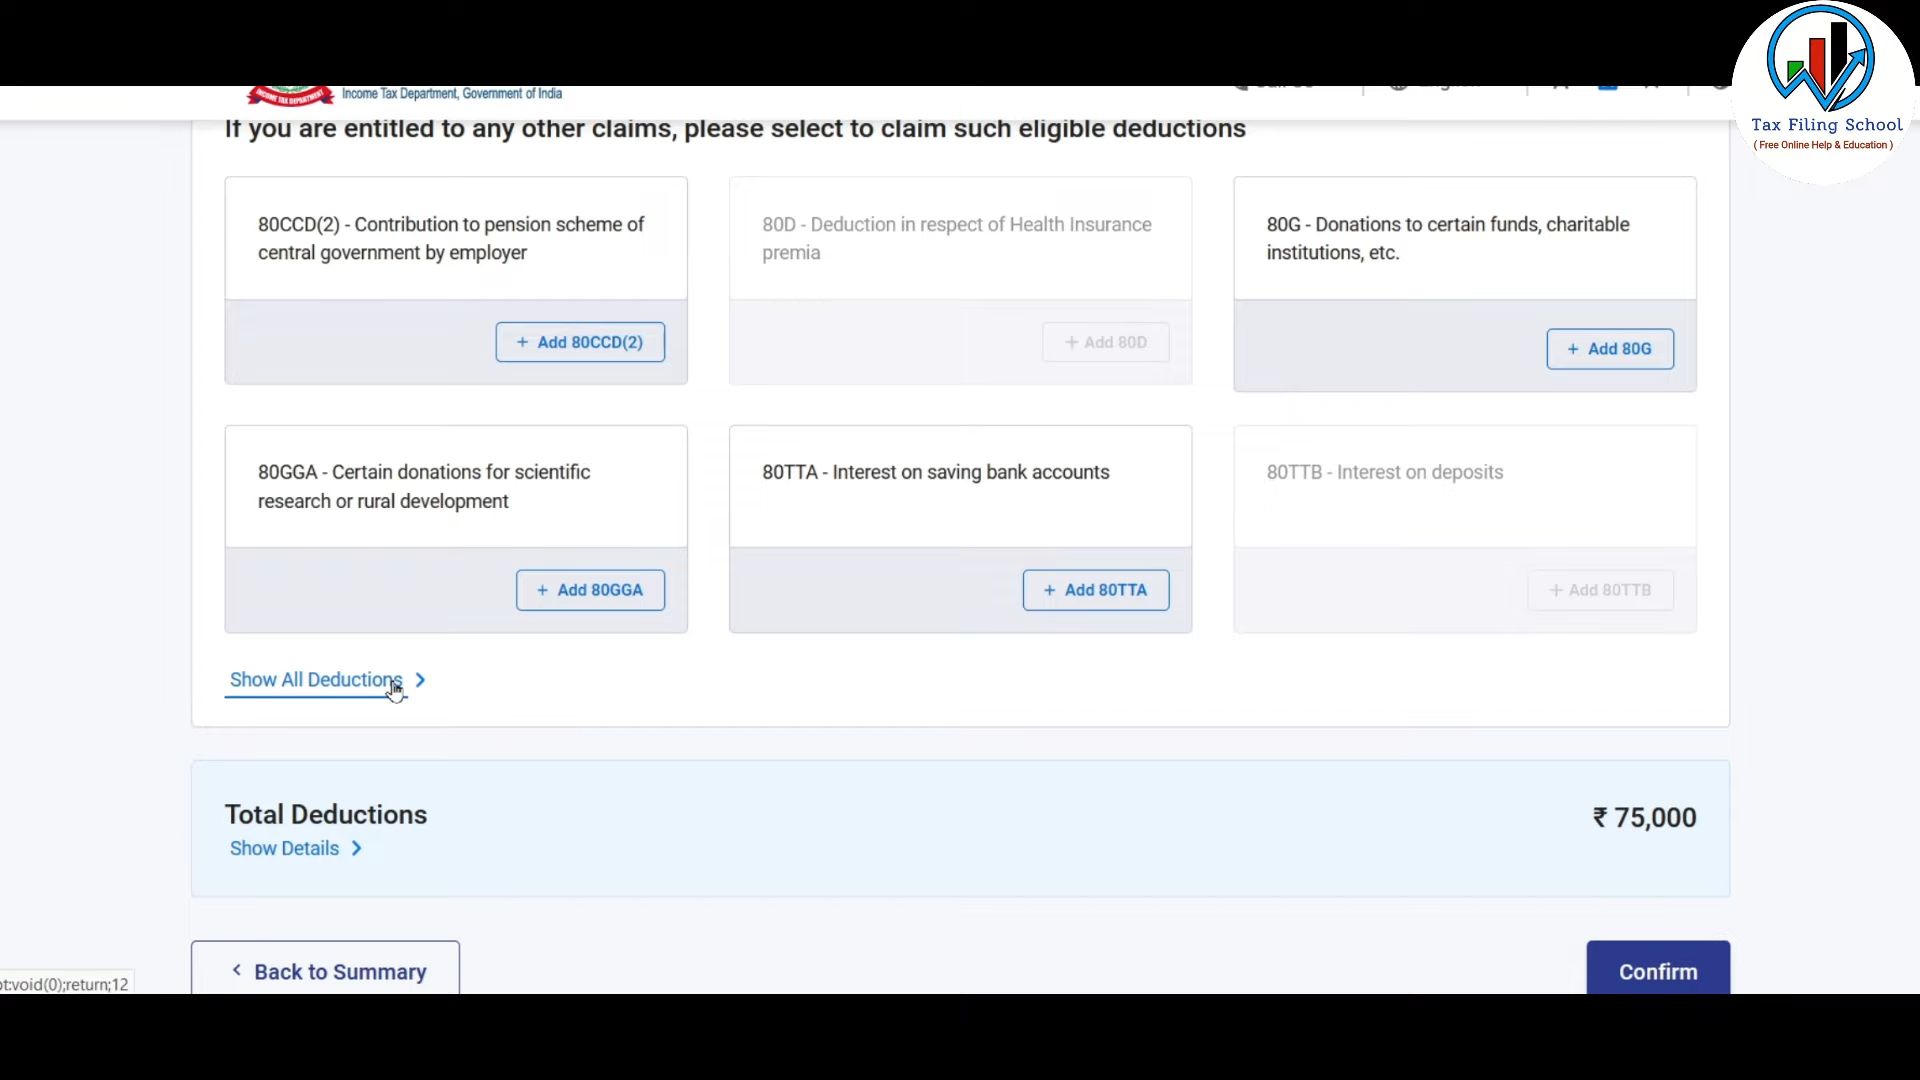 Tax Filing School
( Free Online Help & Education )
INCOME TAX DEPARTMENT
Income Tax Department, Government of India
English
If you are entitled to any other claims, please select to claim such eligible deductions
80CCD(2) - Contribution to pension scheme of
central government by employer
+ Add 80CCD(2)
80D - Deduction in respect of Health Insurance
premia
+ Add 80D
80G - Donations to certain funds, charitable
institutions, etc.
+ Add 80G
80GGA - Certain donations for scientific
research or rural development
+ Add 80GGA
80TTA - Interest on saving bank accounts
+ Add 80TTA
80TTB - Interest on deposits
+ Add 80TTB
Show All Deductions >
Total Deductions
₹ 75,000
Show Details >
< Back to Summary
Confirm
pt:void(0);return;12